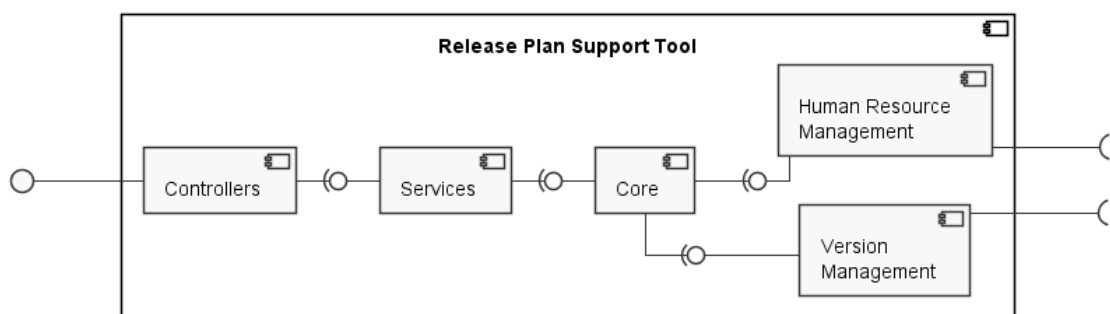 Release Plan Support Tool
Human Resource
Management
Controllers
Services
Core
Version
Management